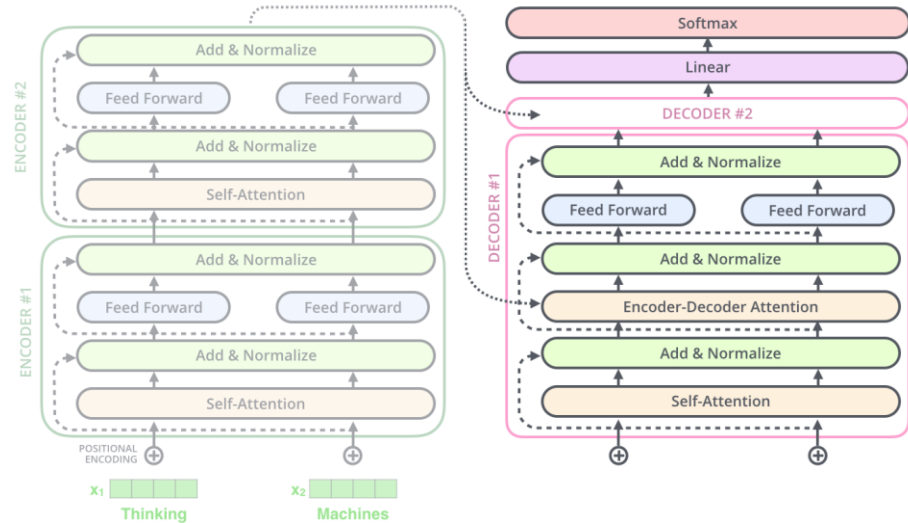 ENCODER #2
Add & Normalize
Feed Forward
Feed Forward
Add & Normalize
Self-Attention
ENCODER #1
Add & Normalize
Feed Forward
Feed Forward
Add & Normalize
Self-Attention
POSITIONAL
ENCODING
x1
x2
Thinking
Machines
Softmax
Linear
DECODER #2
DECODER #1
Add & Normalize
Feed Forward
Feed Forward
Add & Normalize
Encoder-Decoder Attention
Add & Normalize
Self-Attention